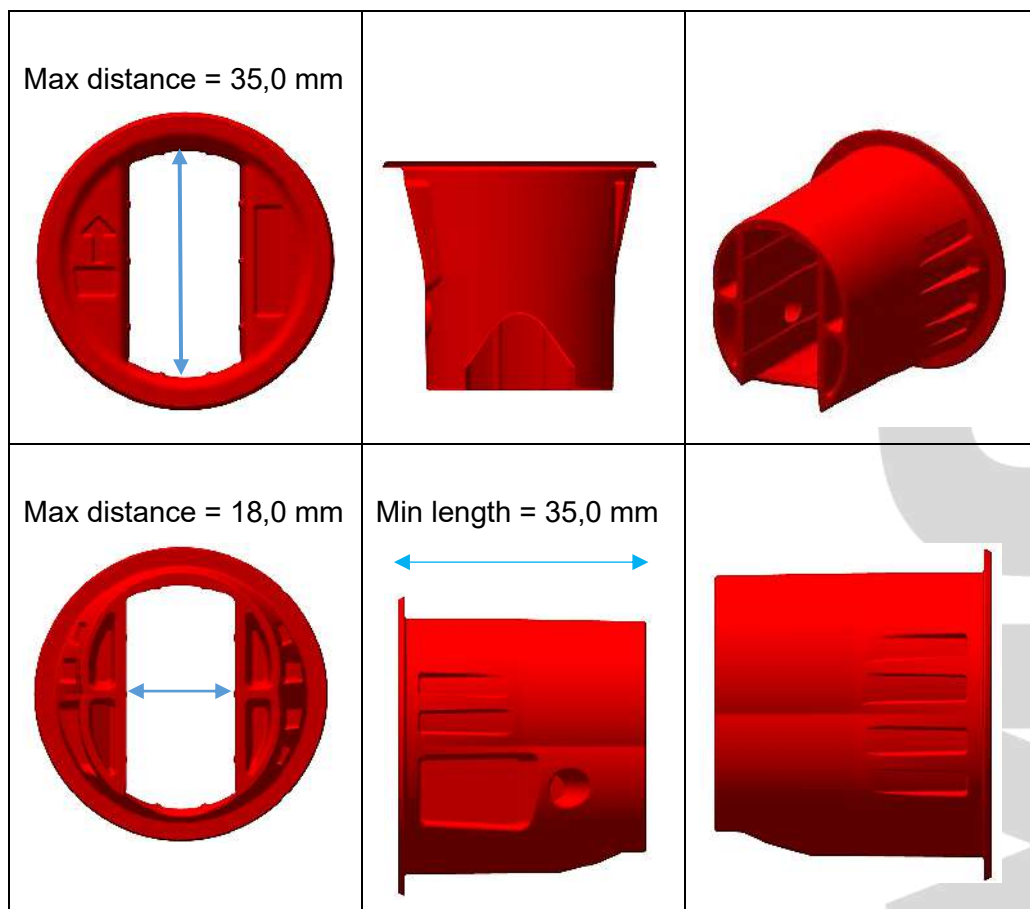 Max distance = 35,0 mm
Max distance = 18,0 mm
Min length = 35,0 mm